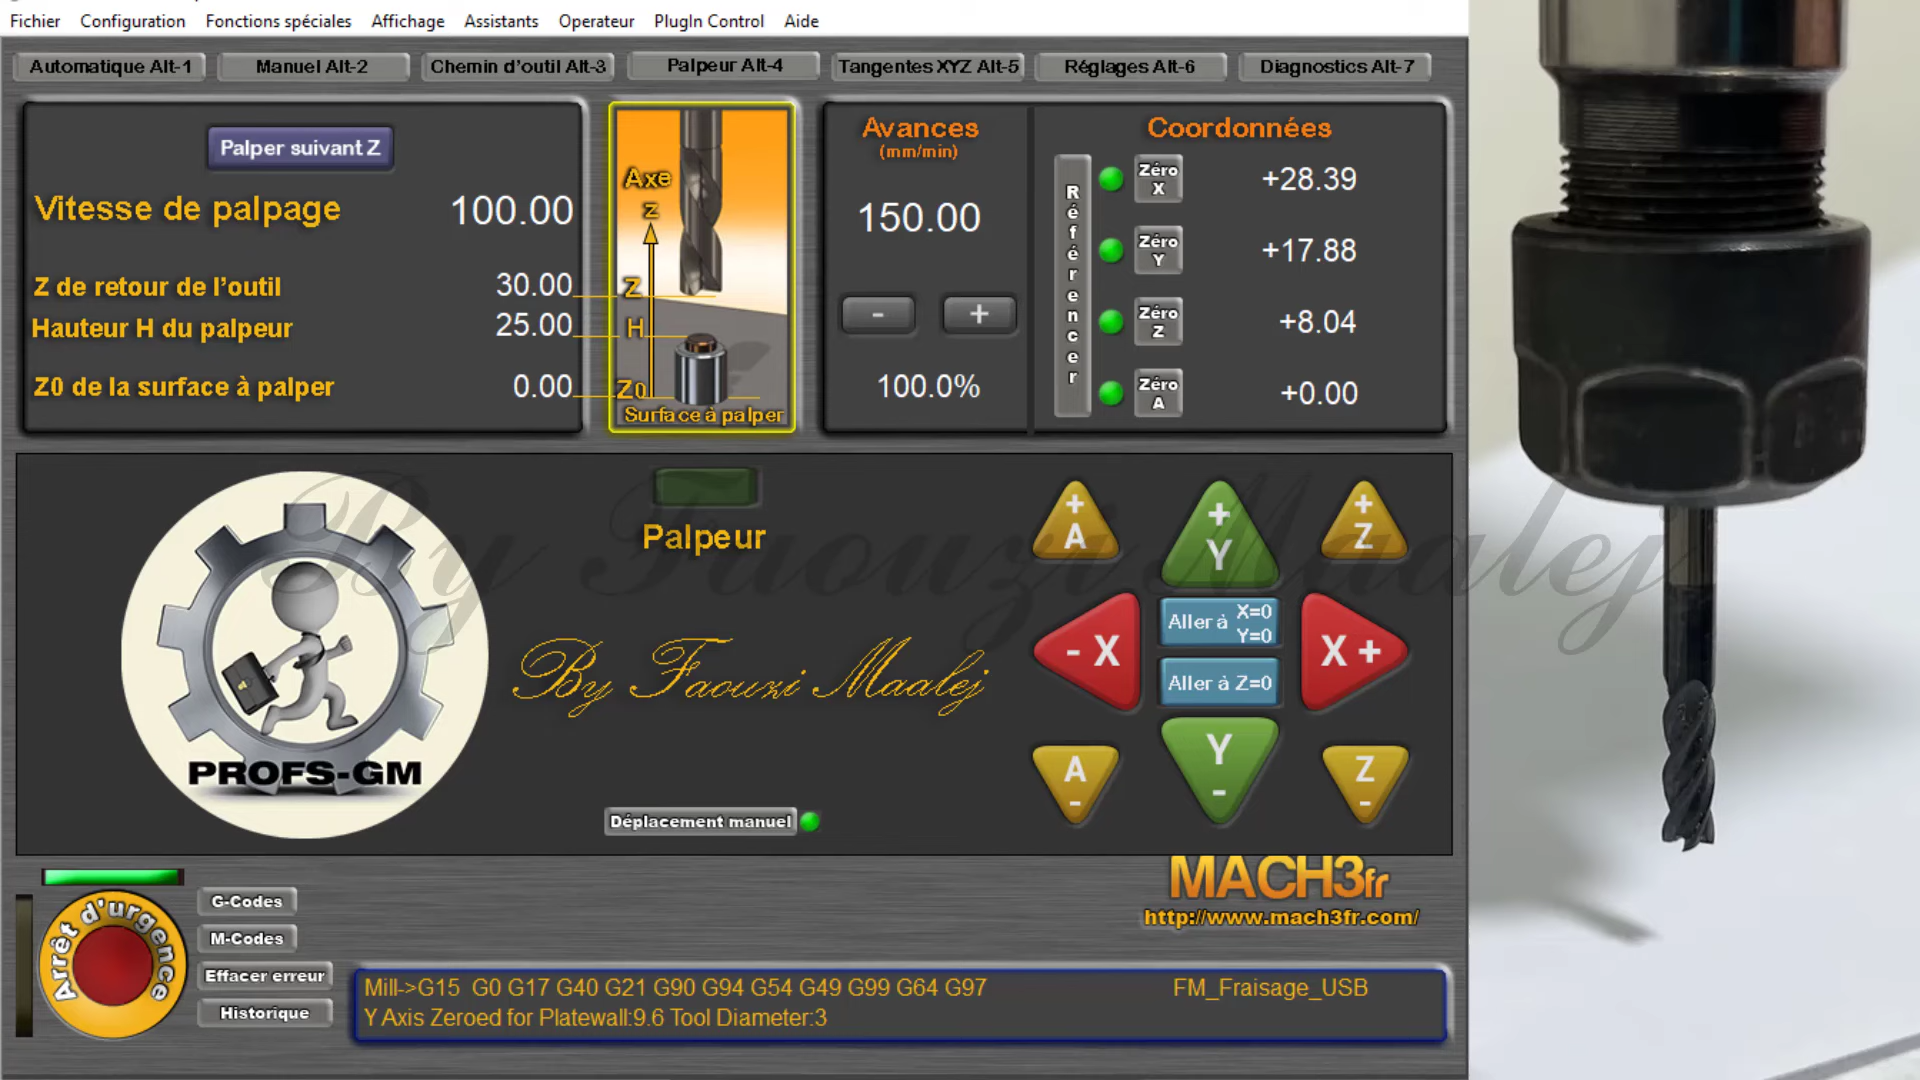 Fichier Configuration Fonctions spéciales Affichage Assistants Operateur PlugIn Control Aide
Automatique Alt-1 Manuel Alt-2 Chemin d'outil Alt-3 Palpeur Alt-4 Tangentes XYZ Alt-5 Réglages Alt-6 Diagnostics Alt-7
Palper suivant Z
Vitesse de palpage 100.00
Z de retour de l'outil 30.00
Hauteur H du palpeur 25.00
Z0 de la surface à palper 0.00
Axe
Z
Z
H
Z0
Surface à palper
Avances
(mm/min)
150.00
- +
100.0%
Coordonnées
Référencer
Zéro X +28.39
Zéro Y +17.88
Zéro Z +8.04
Zéro A +0.00
By Faouzi Maalej
Palpeur
PROFS-GM
By Faouzi Maalej
Déplacement manuel
+ A
+ Y
+ Z
- X
Aller à X=0 Y=0
X +
Aller à Z=0
A -
Y -
Z -
MACH3fr
http://www.mach3fr.com/
Arrêt d'urgence
G-Codes
M-Codes
Effacer erreur
Historique
Mill->G15 G0 G17 G40 G21 G90 G94 G54 G49 G99 G64 G97 FM_Fraisage_USB
Y Axis Zeroed for Platewall:9.6 Tool Diameter:3